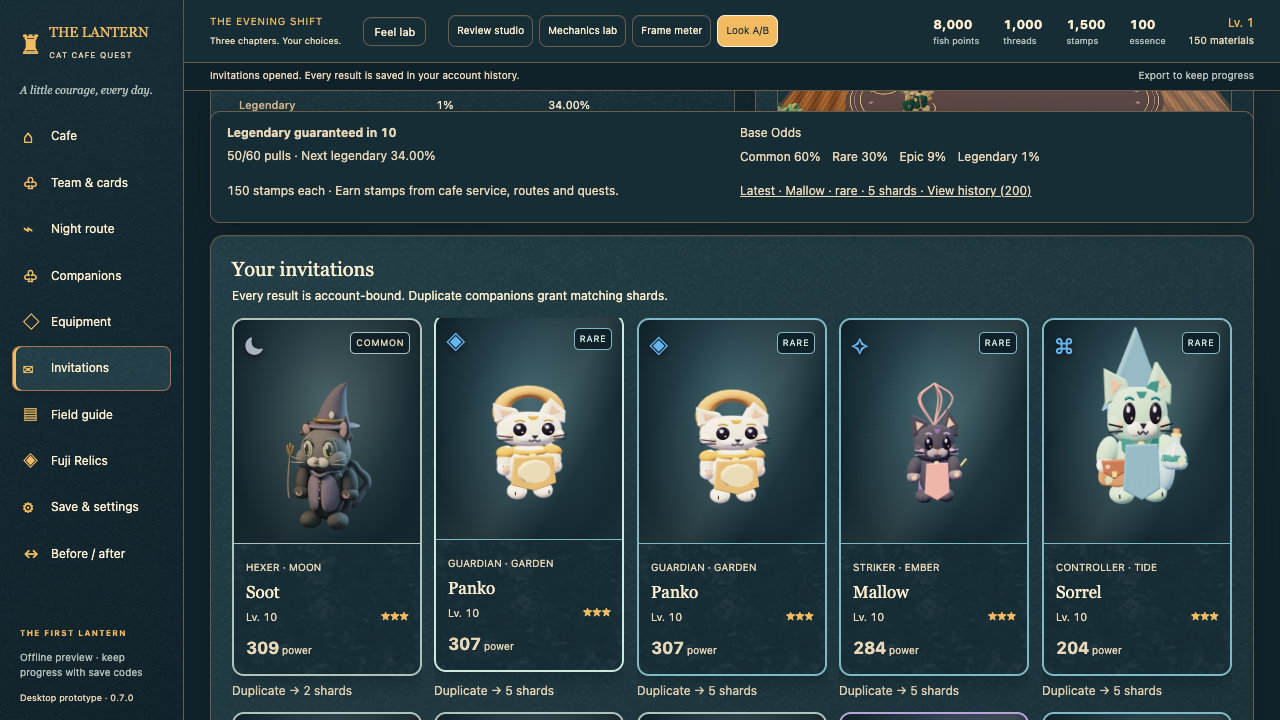 THE LANTERN
CAT CAFE QUEST
A little courage, every day.
Cafe
Team & cards
Night route
Companions
Equipment
Invitations
Field guide
Fuji Relics
Save & settings
Before / after
THE FIRST LANTERN
Offline preview · keep
progress with save codes
Desktop prototype · 0.7.0
THE EVENING SHIFT
Three chapters. Your choices.
Feel lab
Review studio
Mechanics lab
Frame meter
Look A/B
8,000 fish points
1,000 threads
1,500 stamps
100 essence
Lv. 1
150 materials
Invitations opened. Every result is saved in your account history.
Export to keep progress
Legendary 1% 34.00%
Legendary guaranteed in 10
50/60 pulls · Next legendary 34.00%
150 stamps each · Earn stamps from cafe service, routes and quests.
Base Odds
Common 60% Rare 30% Epic 9% Legendary 1%
Latest · Mallow · rare · 5 shards · View history (200)
Your invitations
Every result is account-bound. Duplicate companions grant matching shards.
COMMON
HEXER · MOON
Soot
Lv. 10
309 power
Duplicate → 2 shards
RARE
GUARDIAN · GARDEN
Panko
Lv. 10
307 power
Duplicate → 5 shards
RARE
GUARDIAN · GARDEN
Panko
Lv. 10
307 power
Duplicate → 5 shards
RARE
STRIKER · EMBER
Mallow
Lv. 10
284 power
Duplicate → 5 shards
RARE
CONTROLLER · TIDE
Sorrel
Lv. 10
204 power
Duplicate → 5 shards